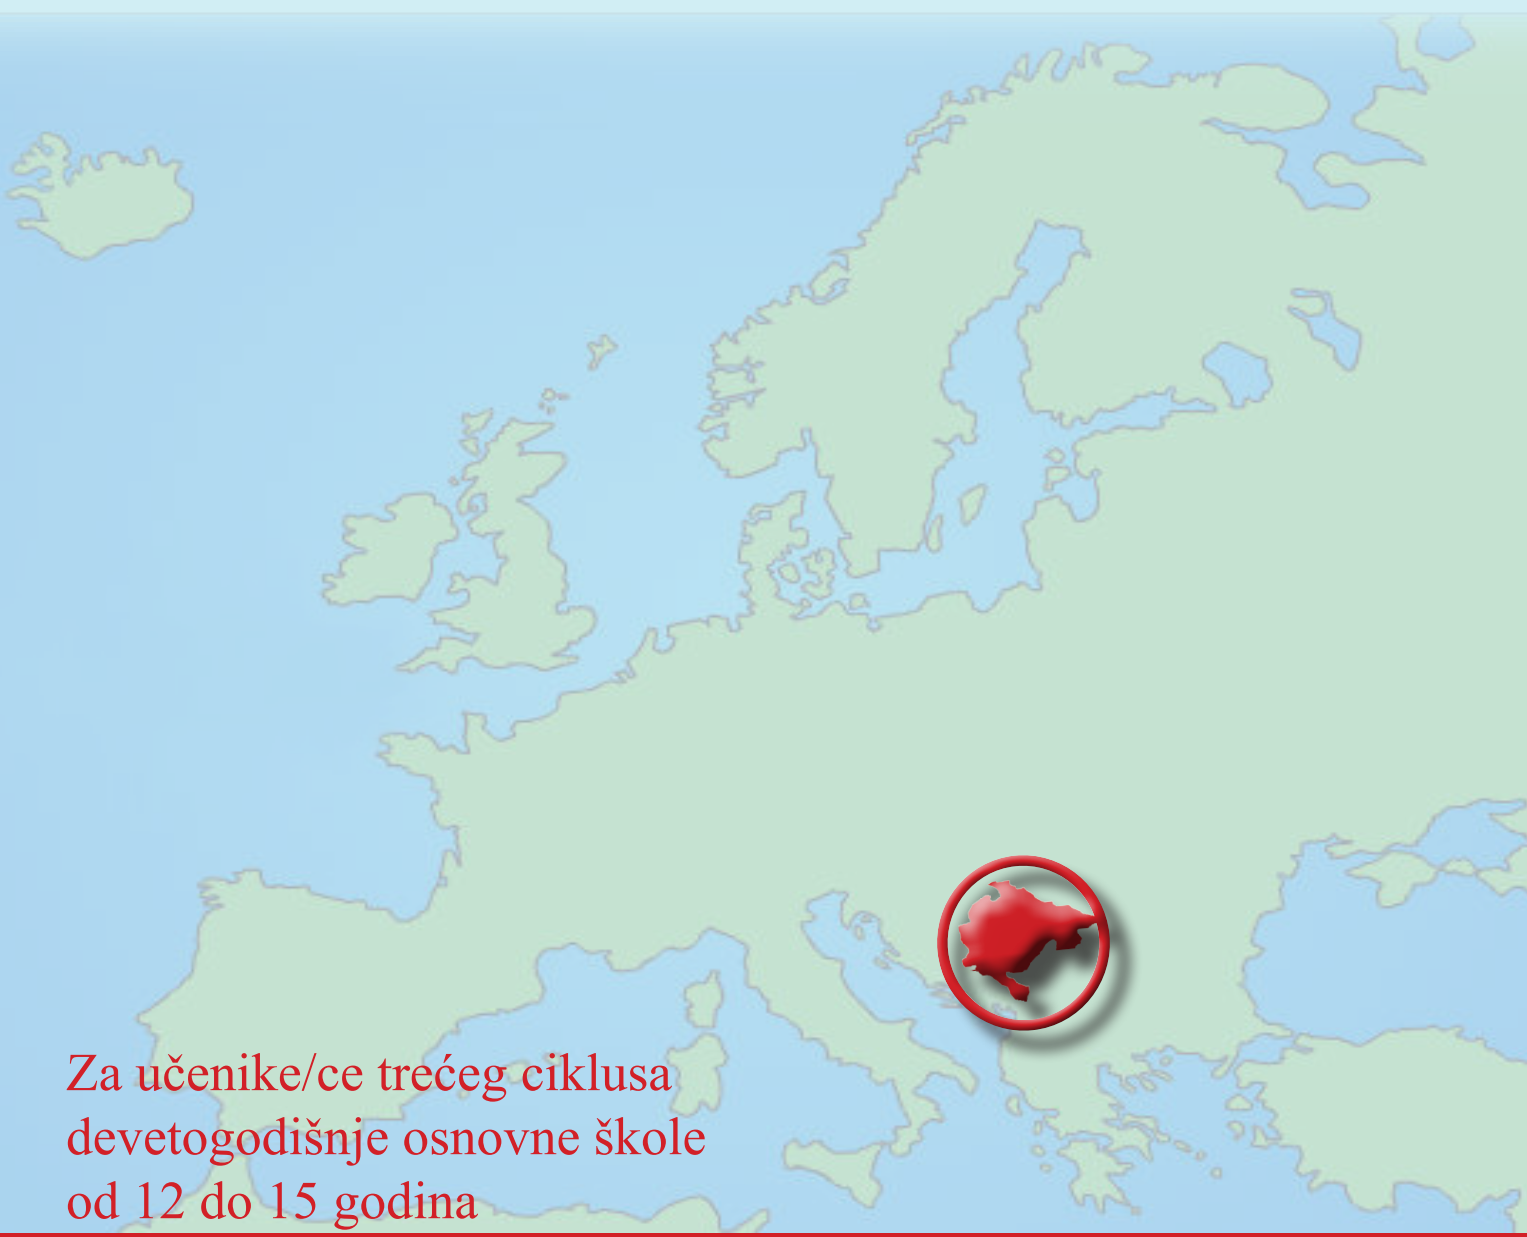 Za učenike/ce trećeg ciklusa
devetogodišnje osnovne škole
od 12 do 15 godina